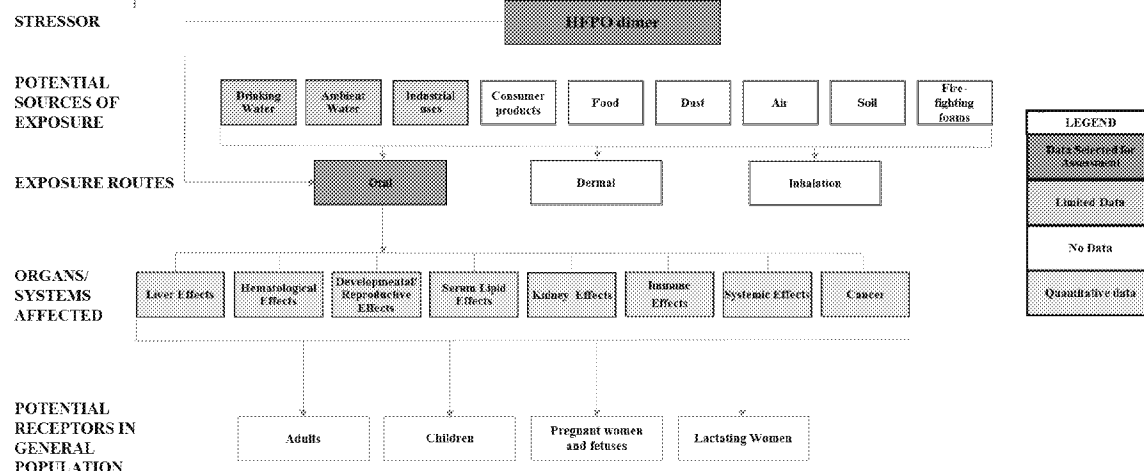 STRESSOR
HFPO dimer
POTENTIAL
SOURCES OF
EXPOSURE
Drinking
Water
Ambient
Water
Industrial
uses
Consumer
products
Food
Dust
Air
Soil
Fire-
fighting
foams
LEGEND
Data Selected for
Assessment
Limited Data
No Data
Quantitative data
EXPOSURE ROUTES
Oral
Dermal
Inhalation
ORGANS/
SYSTEMS
AFFECTED
Liver Effects
Hematological
Effects
Developmental/
Reproductive
Effects
Serum Lipid
Effects
Kidney Effects
Immune
Effects
Systemic Effects
Cancer
POTENTIAL
RECEPTORS IN
GENERAL
POPULATION
Adults
Children
Pregnant women
and fetuses
Lactating Women